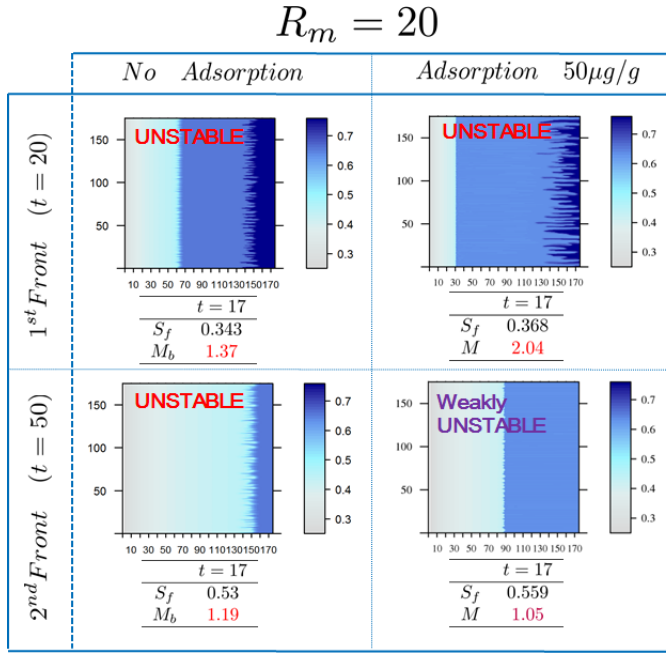 R_m = 20
No Adsorption
Adsorption 50μg/g
1st Front (t = 20)
UNSTABLE
150
100
50
10 30 50 70 90 110 130 150 170
0.7
0.6
0.5
0.4
0.3
t = 17
S_f 0.343
M_b 1.37
UNSTABLE
150
100
50
10 30 50 70 90 110 130 150 170
0.7
0.6
0.5
0.4
0.3
t = 17
S_f 0.368
M 2.04
2nd Front (t = 50)
UNSTABLE
150
100
50
10 30 50 70 90 110 130 150 170
0.7
0.6
0.5
0.4
0.3
t = 17
S_f 0.53
M_b 1.19
Weakly
UNSTABLE
150
100
50
10 30 50 70 90 110 130 150 170
0.7
0.6
0.5
0.4
0.3
t = 17
S_f 0.559
M 1.05